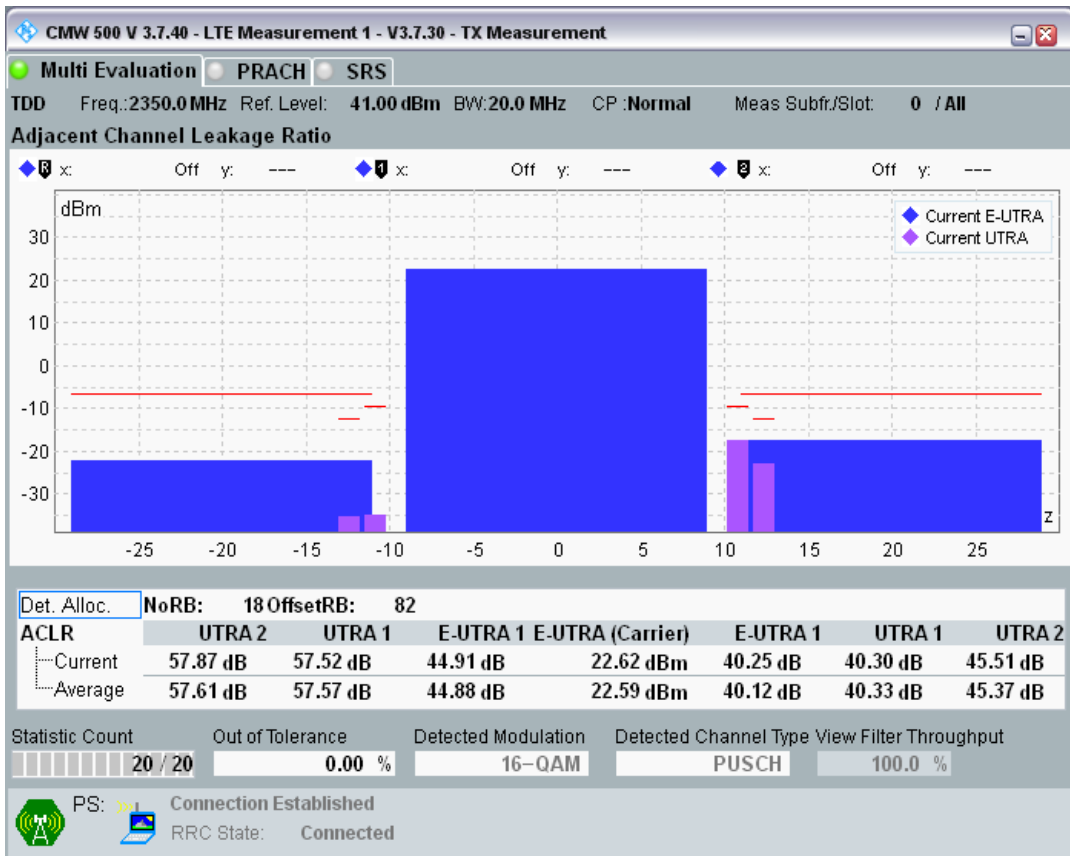 CMW 500 V 3.7.40 - LTE Measurement 1 - V3.7.30 - TX Measurement
Multi Evaluation PRACH SRS
TDD Freq.:2350.0 MHz Ref. Level: 41.00 dBm BW:20.0 MHz CP :Normal Meas Subfr./Slot: 0 / All
Adjacent Channel Leakage Ratio
R x: Off y: --- 1 x: Off y: --- 2 x: Off y: ---
dBm
Current E-UTRA
Current UTRA
30
20
10
0
-10
-20
-30
z
-25 -20 -15 -10 -5 0 5 10 15 20 25
Det. Alloc. NoRB: 18 OffsetRB: 82
ACLR UTRA 2 UTRA 1 E-UTRA 1 E-UTRA (Carrier) E-UTRA 1 UTRA 1 UTRA 2
Current 57.87 dB 57.52 dB 44.91 dB 22.62 dBm 40.25 dB 40.30 dB 45.51 dB
Average 57.61 dB 57.57 dB 44.88 dB 22.59 dBm 40.12 dB 40.33 dB 45.37 dB
Statistic Count Out of Tolerance Detected Modulation Detected Channel Type View Filter Throughput
20 / 20 0.00 % 16-QAM PUSCH 100.0 %
PS: Connection Established
RRC State: Connected